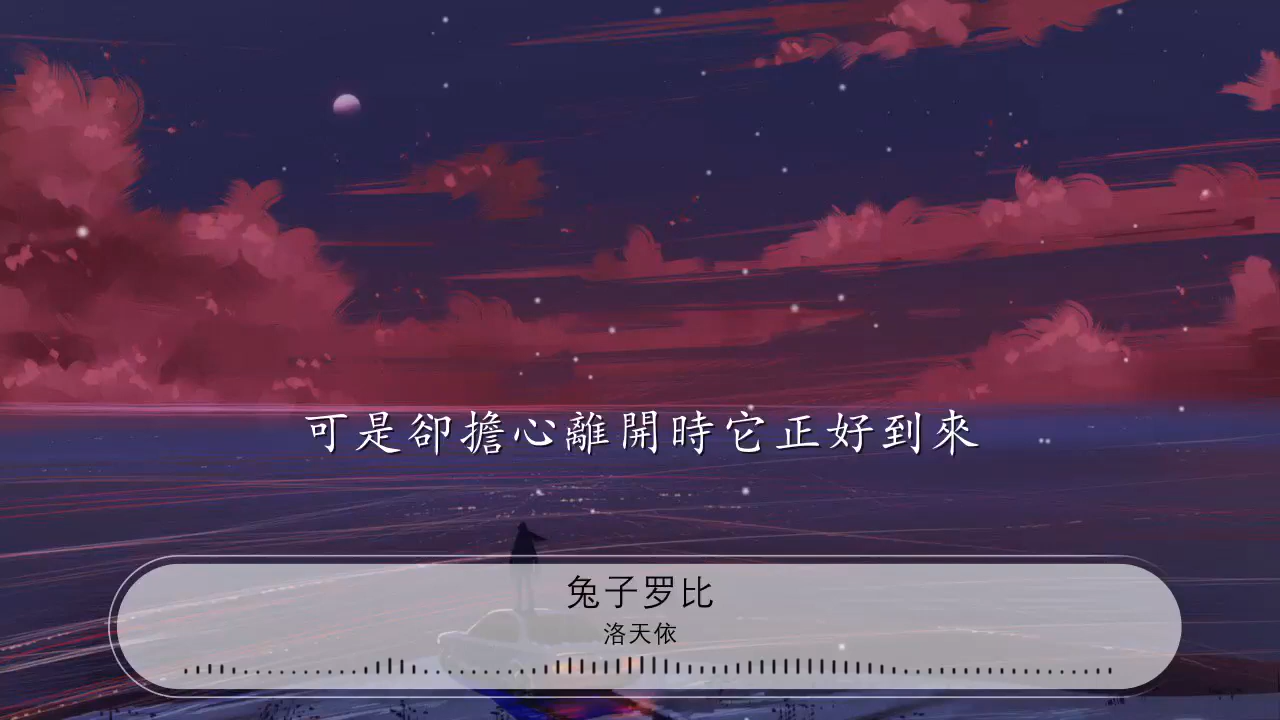 可是卻擔心離開時它正好到來
兔子罗比
洛天依